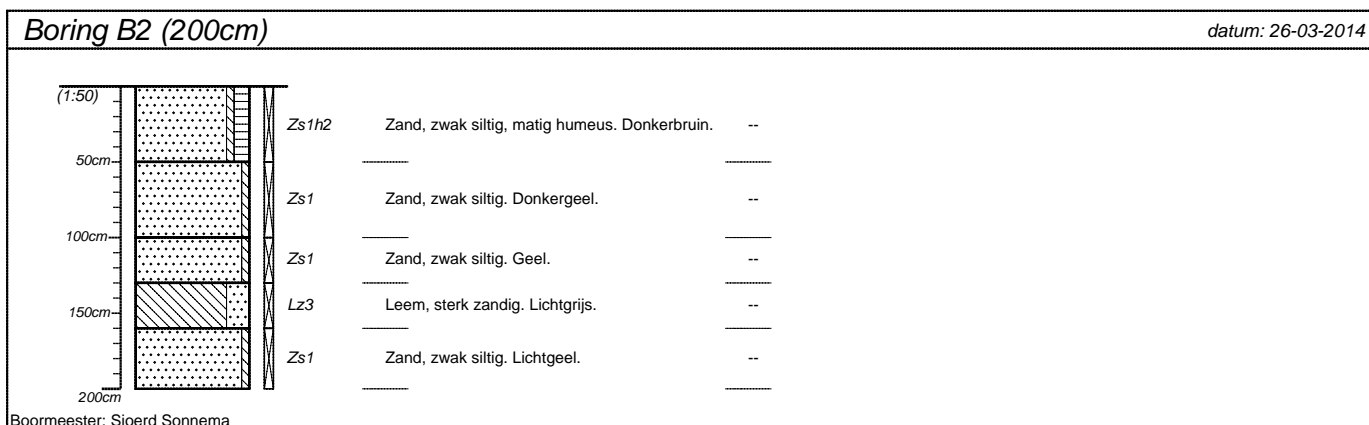 Boring B2 (200cm)
datum: 26-03-2014
(1:50)
Zs1h2 Zand, zwak siltig, matig humeus. Donkerbruin. --
50cm
Zs1 Zand, zwak siltig. Donkergeel. --
100cm
Zs1 Zand, zwak siltig. Geel. --
150cm
Lz3 Leem, sterk zandig. Lichtgrijs. --
Zs1 Zand, zwak siltig. Lichtgeel. --
200cm
Boormeester: Sjoerd Sonnema